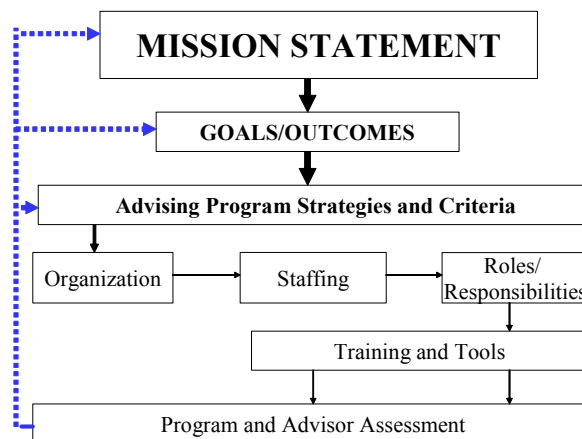 MISSION STATEMENT
GOALS/OUTCOMES
Advising Program Strategies and Criteria
Organization
Staffing
Roles/
Responsibilities
Training and Tools
Program and Advisor Assessment